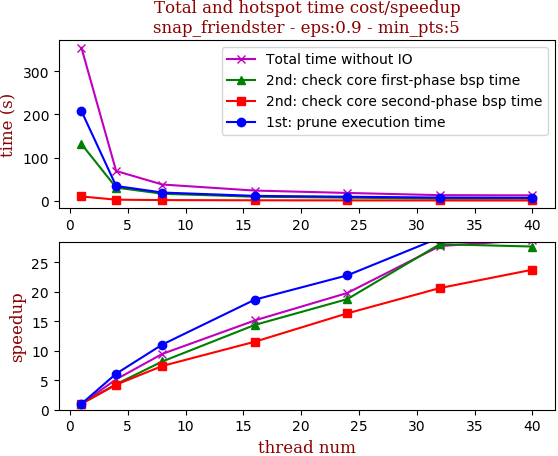 Total and hotspot time cost/speedup
snap_friendster - eps:0.9 - min_pts:5
time (s)
300
200
100
0
Total time without IO
2nd: check core first-phase bsp time
2nd: check core second-phase bsp time
1st: prune execution time
0 5 10 15 20 25 30 35 40
speedup
25
20
15
10
5
0
0 5 10 15 20 25 30 35 40
thread num